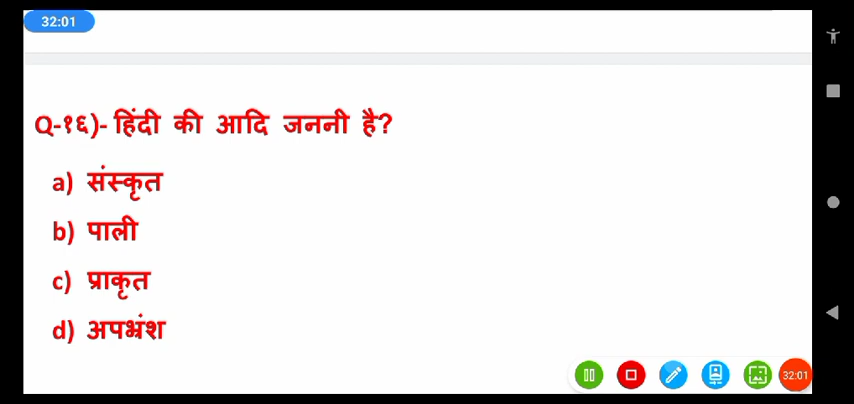 32:01
Q-१६)- हिंदी की आदि जननी है?
a) संस्कृत
b) पाली
c) प्राकृत
d) अपभ्रंश
32:01